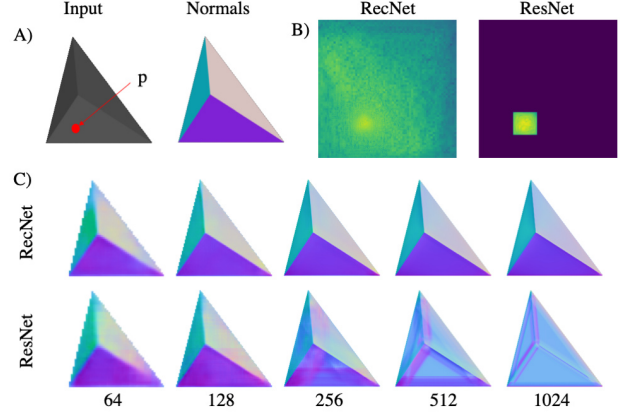 Input Normals RecNet ResNet
A) B)
p
C)
RecNet
ResNet
64 128 256 512 1024